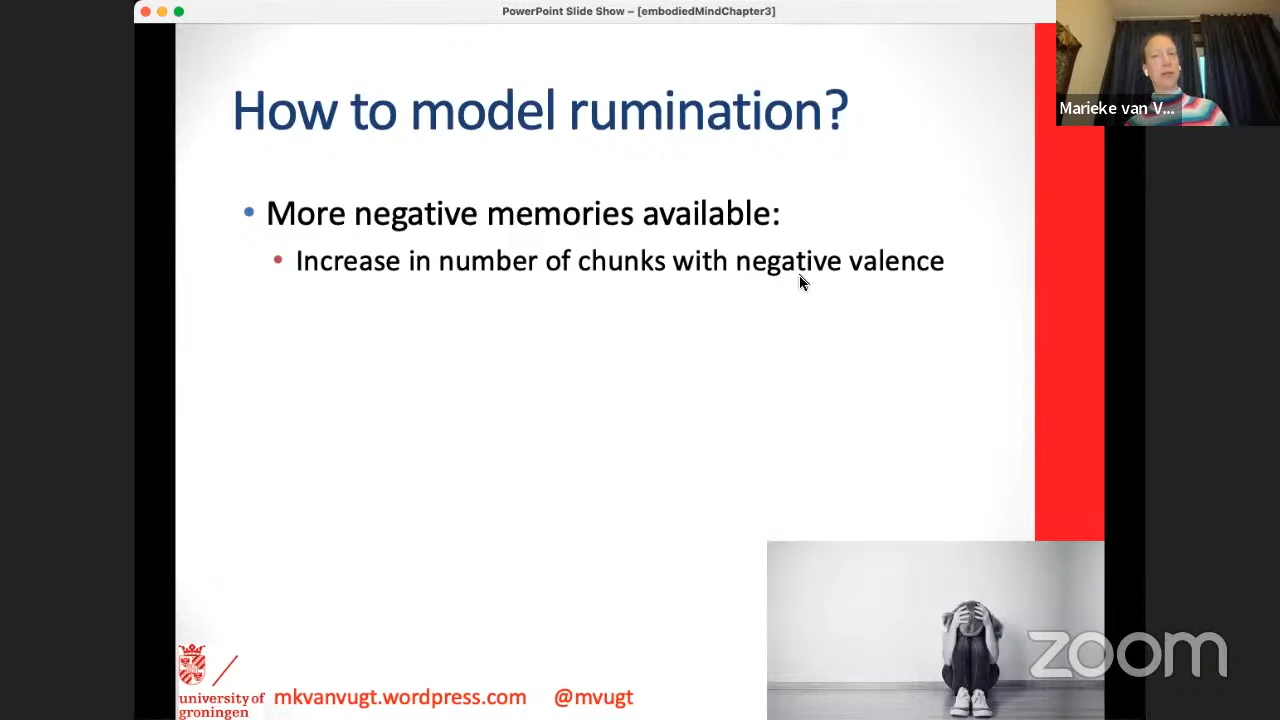 PowerPoint Slide Show – [embodiedMindChapter3]
Marieke van V...
How to model rumination?
• More negative memories available:
• Increase in number of chunks with negative valence
university of
groningen
mkvanvugt.wordpress.com @mvugt
zoom